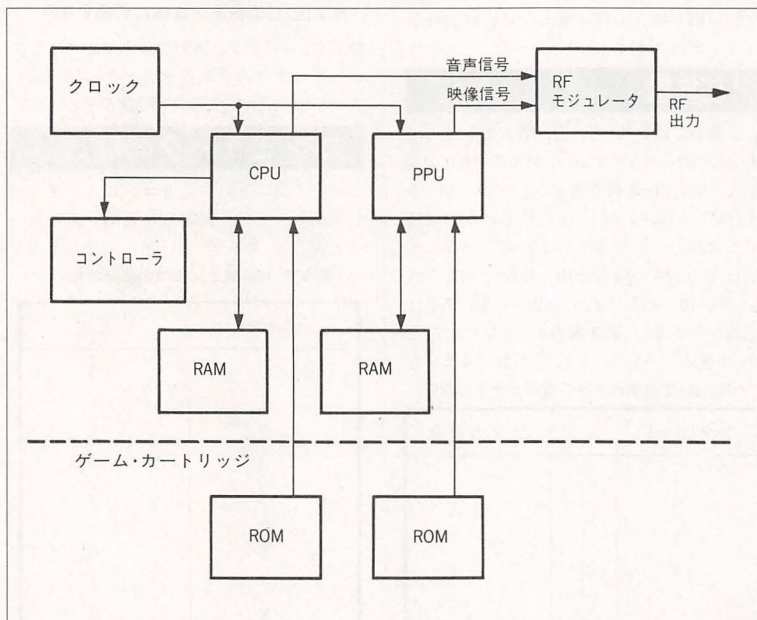 クロック
音声信号
映像信号
RF
モジュレータ
RF
出力
CPU
PPU
コントローラ
RAM
RAM
ゲーム・カートリッジ
ROM
ROM